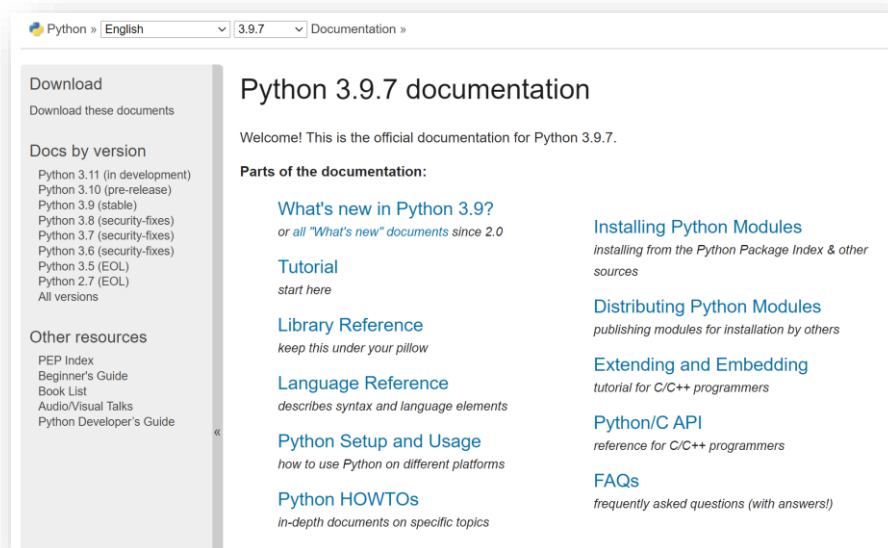 Python » English 3.9.7 Documentation »
Download
Download these documents
Docs by version
Python 3.11 (in development)
Python 3.10 (pre-release)
Python 3.9 (stable)
Python 3.8 (security-fixes)
Python 3.7 (security-fixes)
Python 3.6 (security-fixes)
Python 3.5 (EOL)
Python 2.7 (EOL)
All versions
Other resources
PEP Index
Beginner's Guide
Book List
Audio/Visual Talks
Python Developer's Guide
«
Python 3.9.7 documentation
Welcome! This is the official documentation for Python 3.9.7.
Parts of the documentation:
What's new in Python 3.9?
or all "What's new" documents since 2.0
Tutorial
start here
Library Reference
keep this under your pillow
Language Reference
describes syntax and language elements
Python Setup and Usage
how to use Python on different platforms
Python HOWTOs
in-depth documents on specific topics
Installing Python Modules
installing from the Python Package Index & other
sources
Distributing Python Modules
publishing modules for installation by others
Extending and Embedding
tutorial for C/C++ programmers
Python/C API
reference for C/C++ programmers
FAQs
frequently asked questions (with answers!)